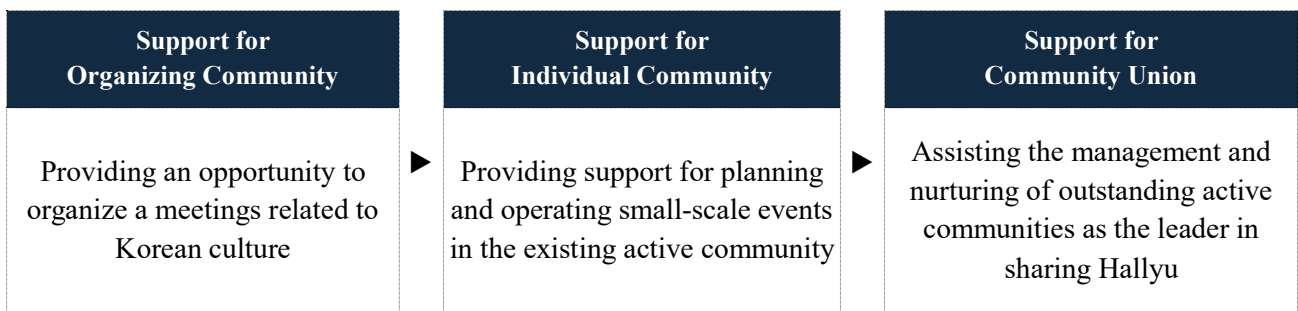 Support for
Organizing Community
Providing an opportunity to
organize a meetings related to
Korean culture
Support for
Individual Community
Providing support for planning
and operating small-scale events
in the existing active community
Support for
Community Union
Assisting the management and
nurturing of outstanding active
communities as the leader in
sharing Hallyu